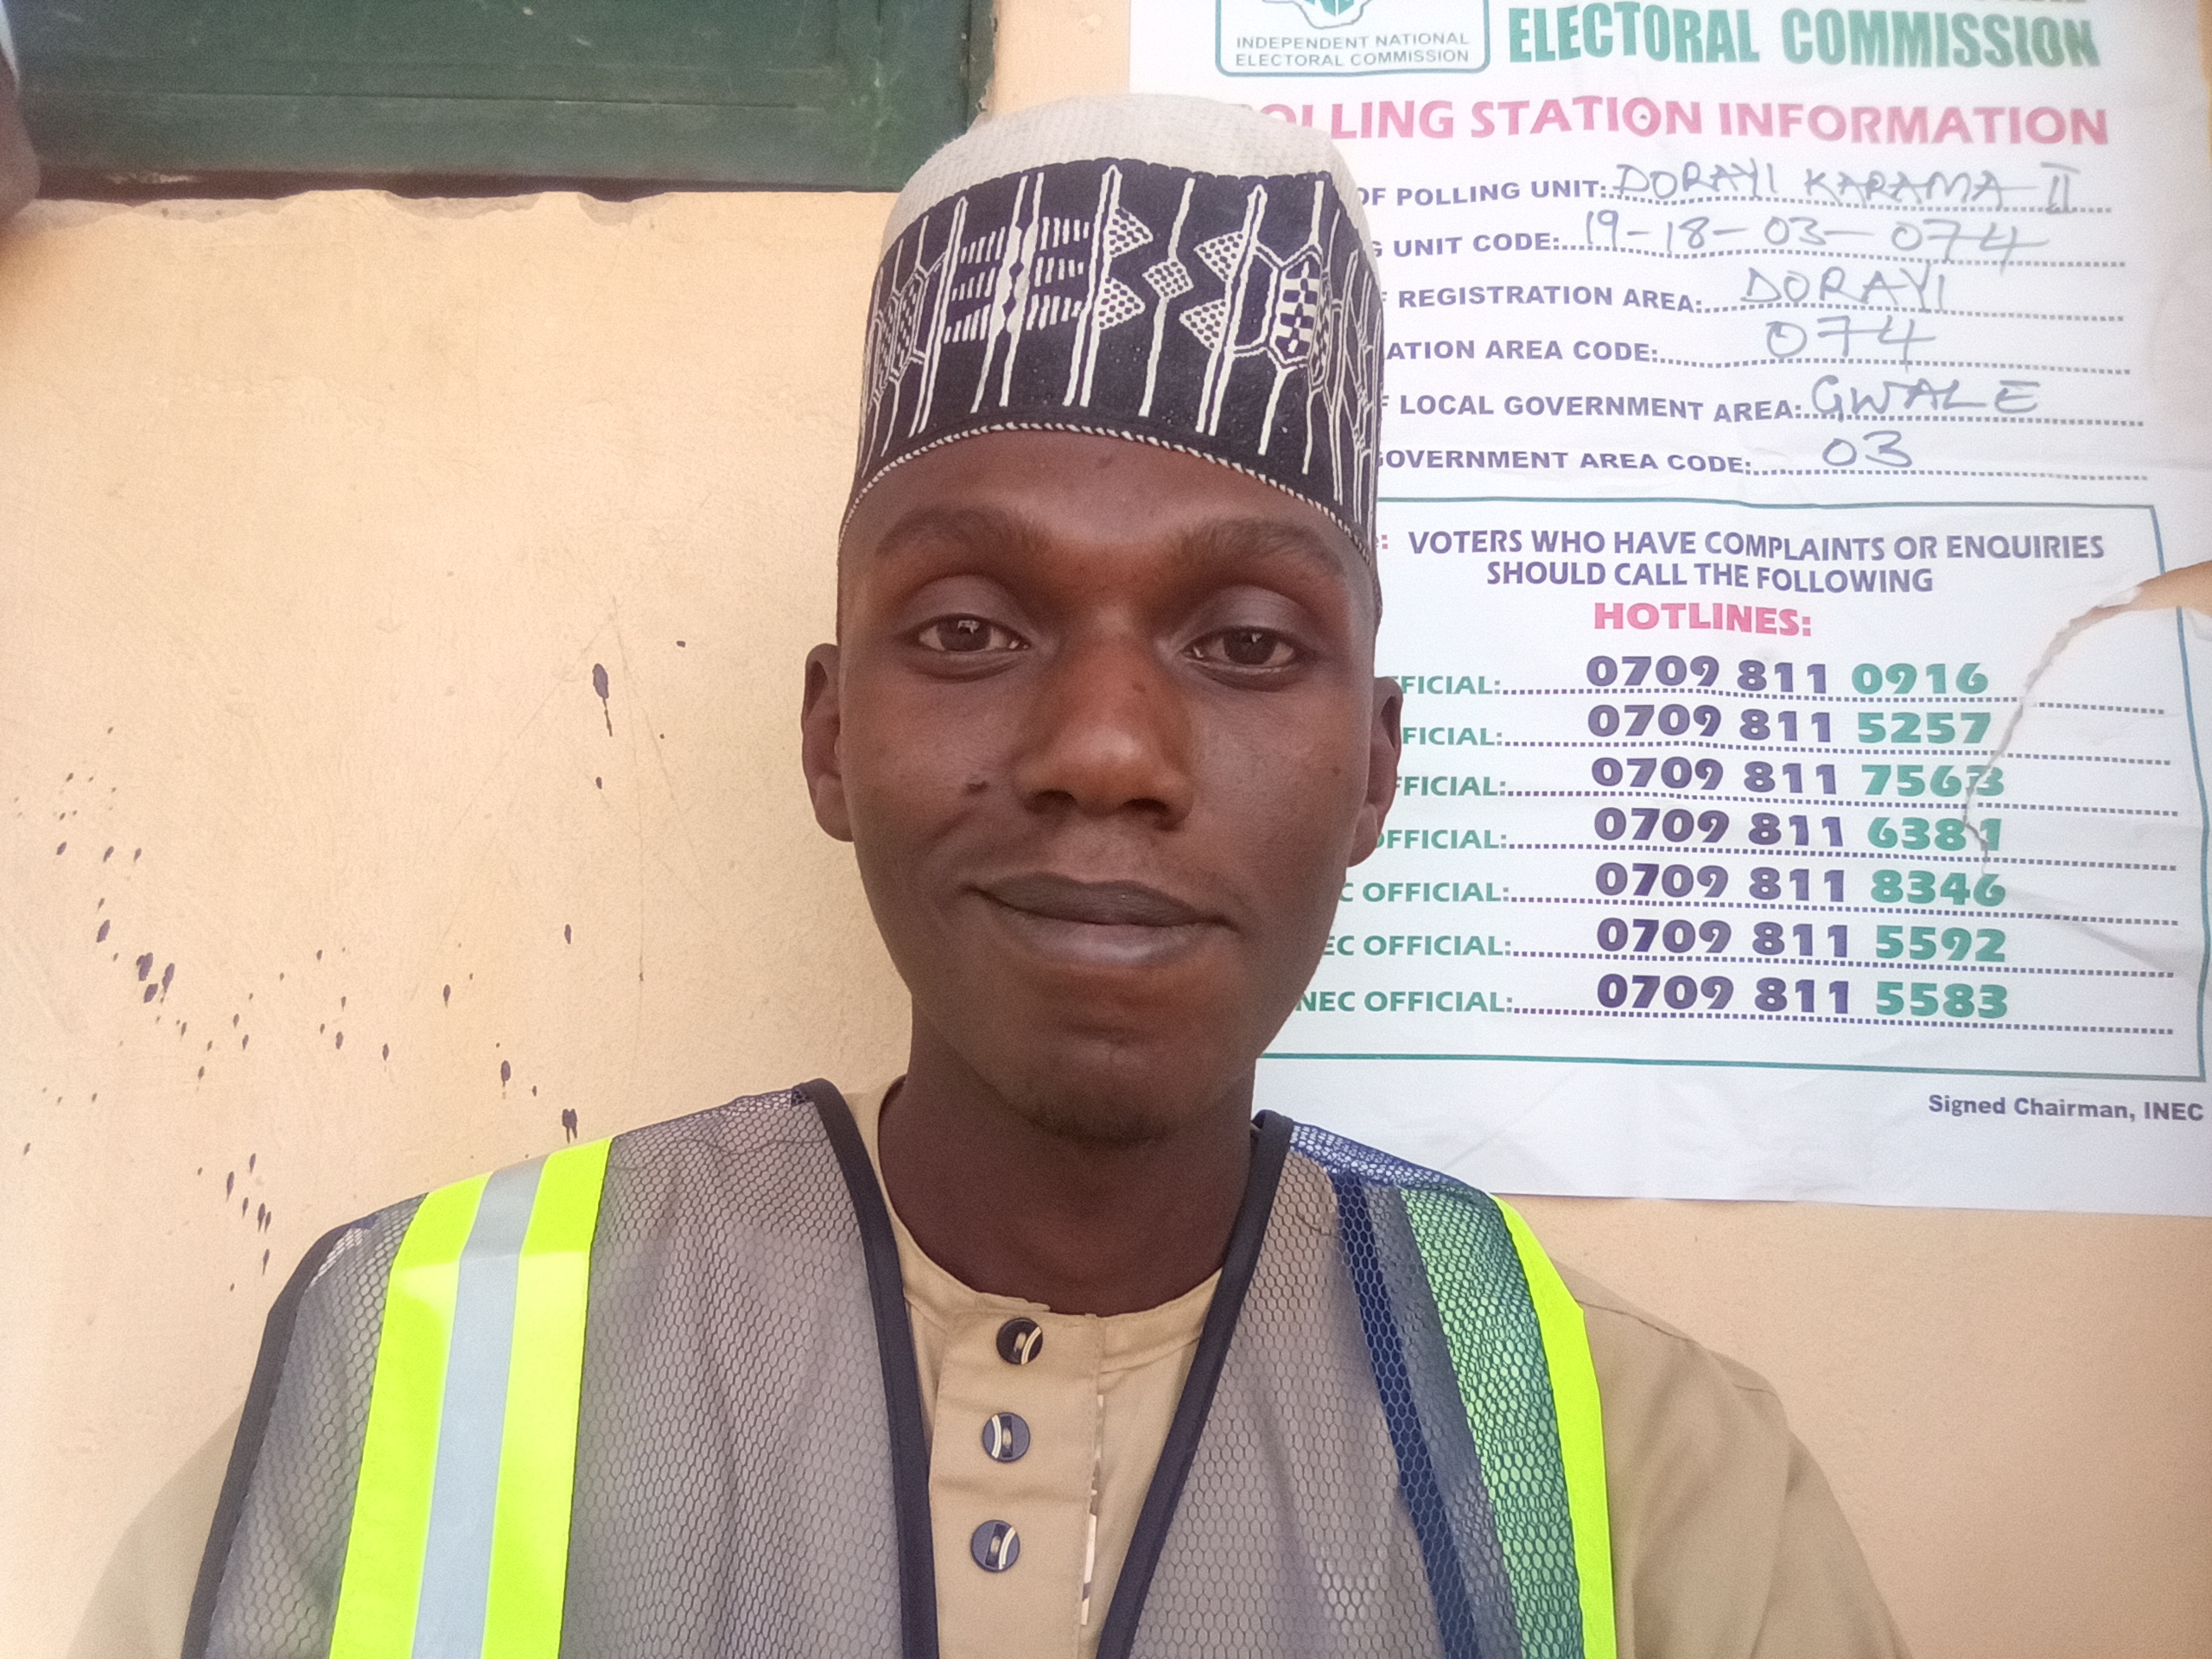 INDEPENDENT NATIONAL
ELECTORAL COMMISSION
ELECTORAL COMMISSION
OLLING STATION INFORMATION
OF POLLING UNIT: DORAYI KARAMA II
UNIT CODE: 19-18-03-074
REGISTRATION AREA: DORAYI
ATION AREA CODE: 074
LOCAL GOVERNMENT AREA: GWALE
GOVERNMENT AREA CODE: 03
VOTERS WHO HAVE COMPLAINTS OR ENQUIRIES
SHOULD CALL THE FOLLOWING
HOTLINES:
FFICIAL: 0709 811 0916
FICIAL: 0709 811 5257
FFICIAL: 0709 811 7563
OFFICIAL: 0709 811 6381
C OFFICIAL: 0709 811 8346
EC OFFICIAL: 0709 811 5592
NEC OFFICIAL: 0709 811 5583
Signed Chairman, INEC